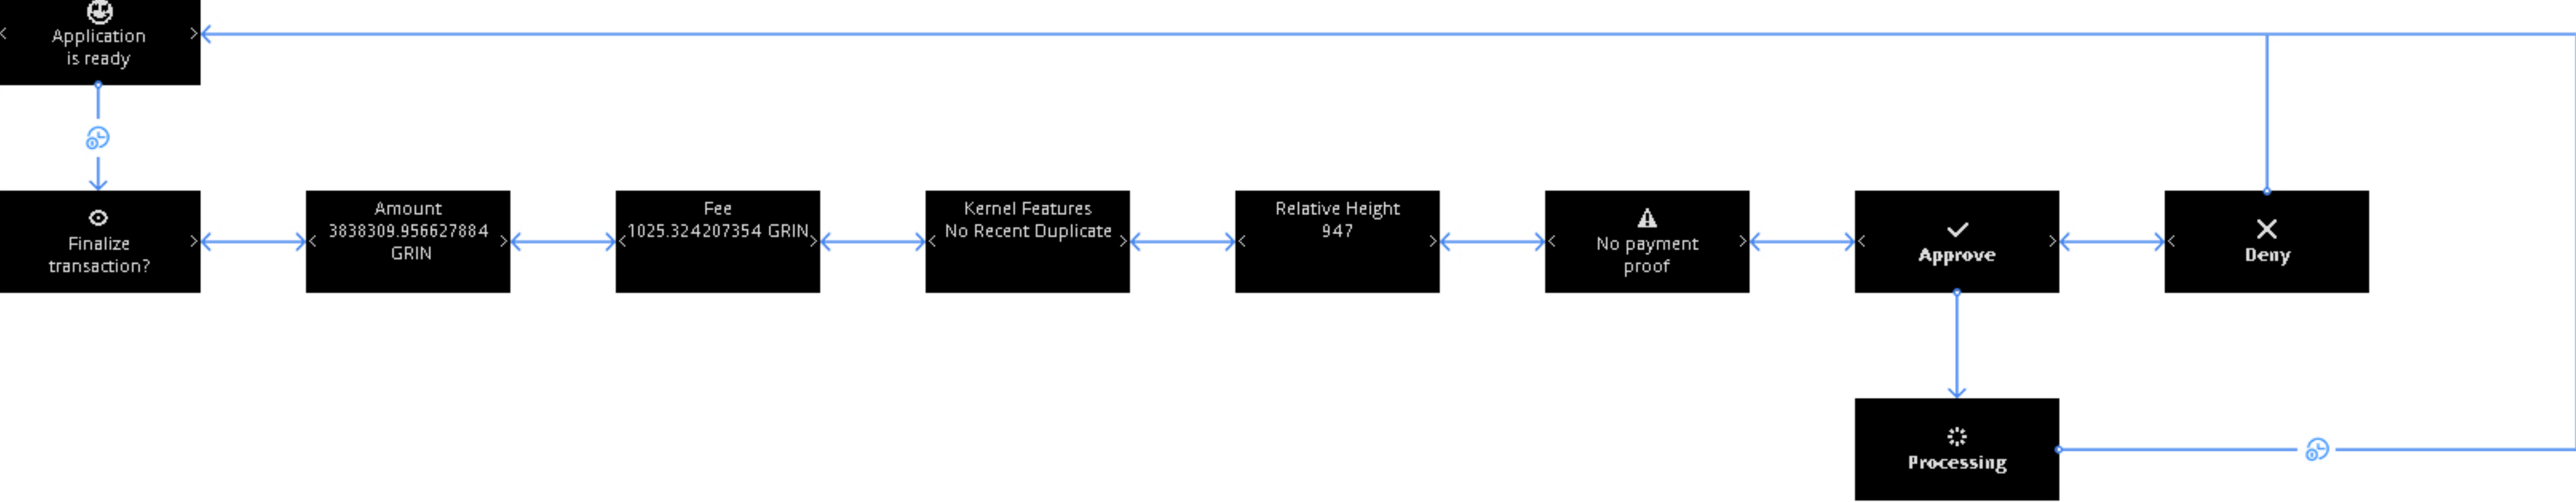 Application
is ready
Finalize
transaction?
Amount
3838309.956627884
GRIN
Fee
1025.324207354 GRIN
Kernel Features
No Recent Duplicate
Relative Height
947
No payment
proof
Approve
Deny
Processing